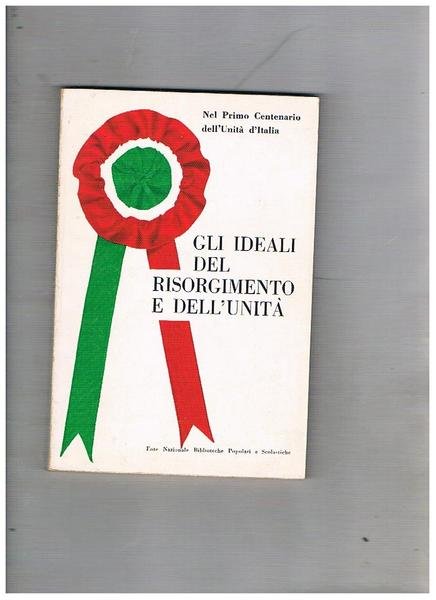 Nel Primo Centenario
dell'Unità d'Italia
GLI IDEALI
DEL
RISORGIMENTO
E DELL'UNITÀ
Ente Nazionale Biblioteche Popolari e Scolastiche